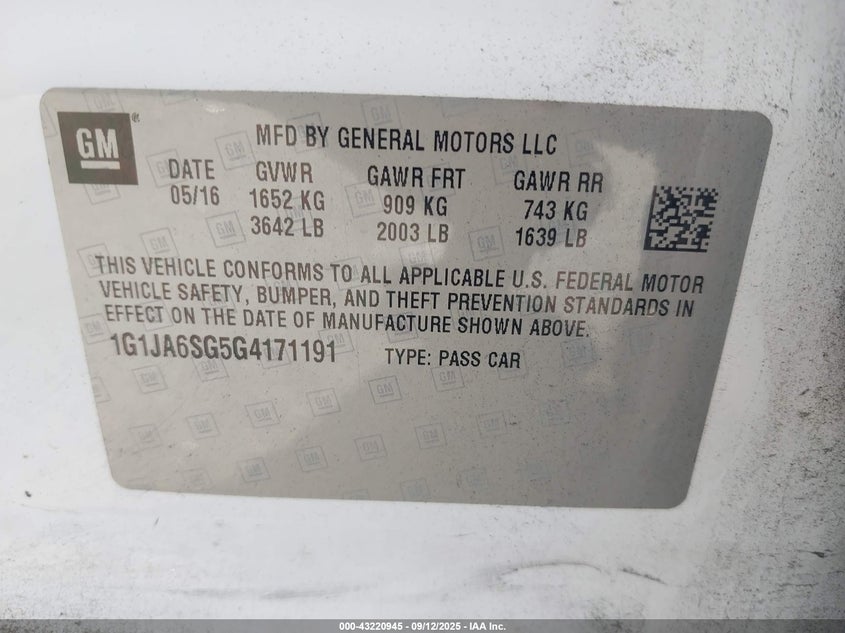 GM
MFD BY GENERAL MOTORS LLC
DATE GVWR GAWR FRT GAWR RR
05/16 1652 KG 909 KG 743 KG
3642 LB 2003 LB 1639 LB
THIS VEHICLE CONFORMS TO ALL APPLICABLE U.S. FEDERAL MOTOR
VEHICLE SAFETY, BUMPER, AND THEFT PREVENTION STANDARDS IN
EFFECT ON THE DATE OF MANUFACTURE SHOWN ABOVE.
1G1JA6SG5G4171191 TYPE: PASS CAR
000-43220945 - 09/12/2025 - IAA Inc.